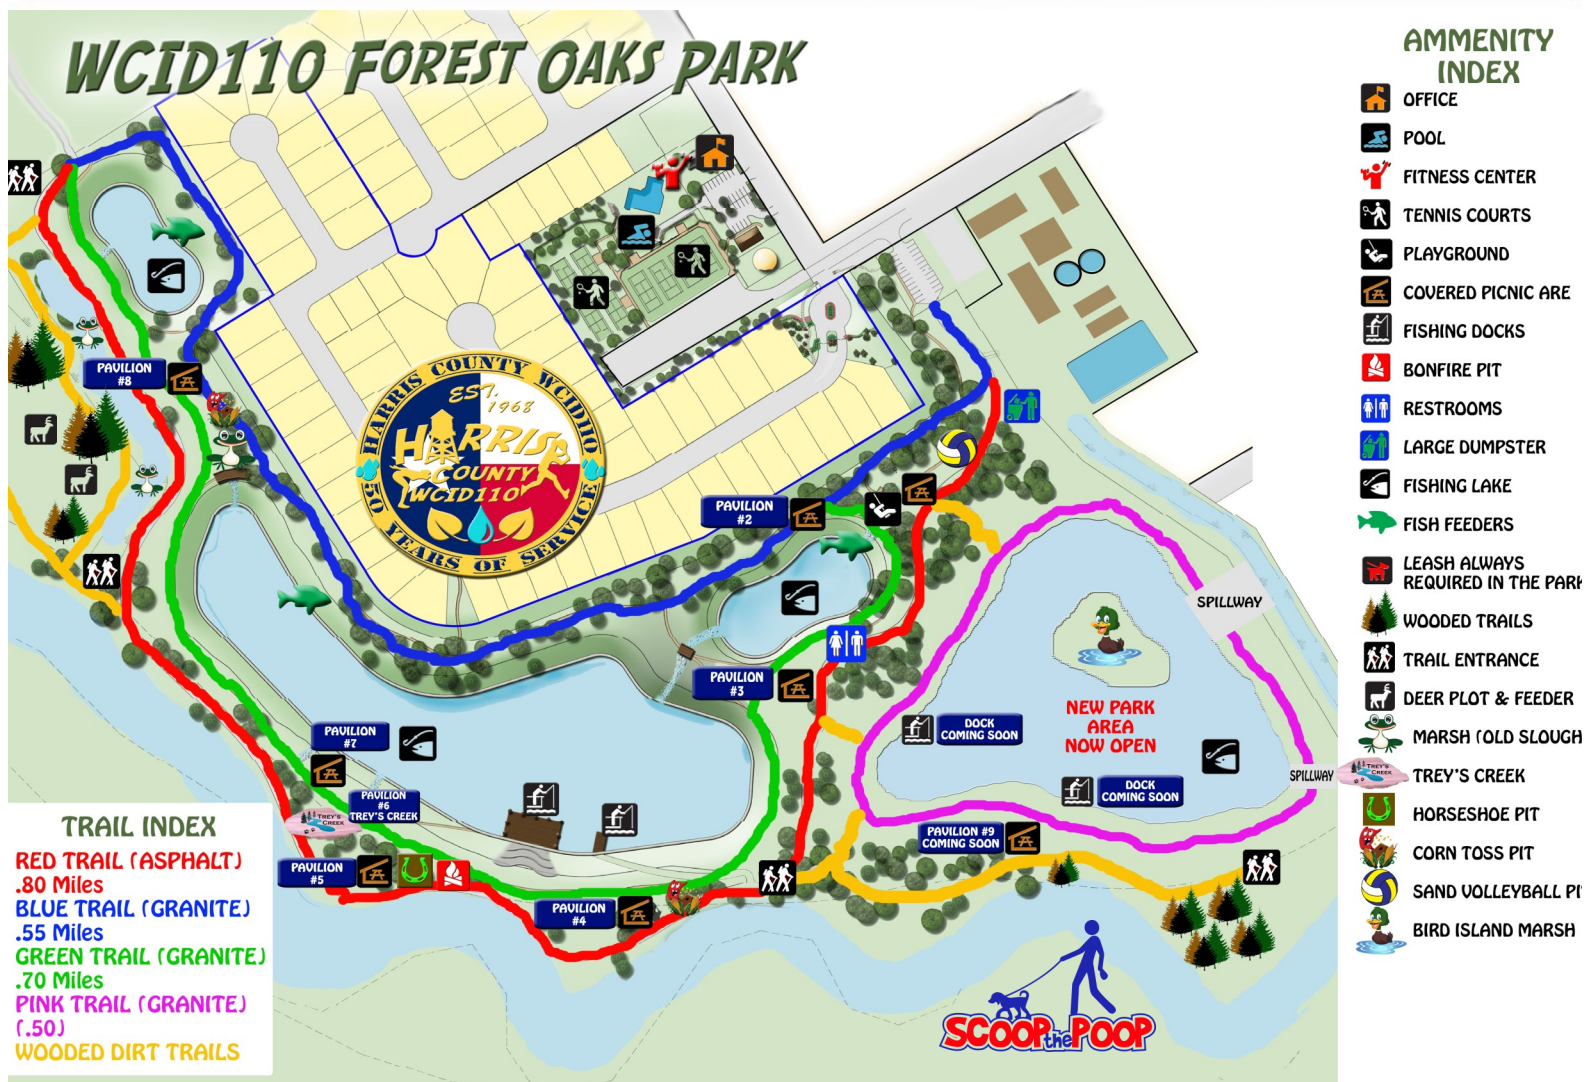 WCID110 FOREST OAKS PARK
AMMENITY
INDEX
OFFICE
POOL
FITNESS CENTER
TENNIS COURTS
PLAYGROUND
COVERED PICNIC ARE
FISHING DOCKS
BONFIRE PIT
RESTROOMS
LARGE DUMPSTER
FISHING LAKE
FISH FEEDERS
LEASH ALWAYS
REQUIRED IN THE PARK
WOODED TRAILS
TRAIL ENTRANCE
DEER PLOT & FEEDER
MARSH (OLD SLOUGH
TREY'S CREEK
TREY'S CREEK
HORSESHOE PIT
CORN TOSS PIT
SAND VOLLEYBALL PI
BIRD ISLAND MARSH
PAVILION
#8
HARRIS COUNTY WCID110
EST.
1968
HARRIS
COUNTY
WCID110
50 YEARS OF SERVICE
PAVILION
#2
SPILLWAY
PAVILION
#3
NEW PARK
AREA
NOW OPEN
DOCK
COMING SOON
PAVILION
#7
SPILLWAY
DOCK
COMING SOON
PAVILION
#6
TREY'S CREEK
TREY'S
CREEK
PAVILION #9
COMING SOON
PAVILION
#5
PAVILION
#4
TRAIL INDEX
RED TRAIL (ASPHALT)
.80 Miles
BLUE TRAIL (GRANITE)
.55 Miles
GREEN TRAIL (GRANITE)
.70 Miles
PINK TRAIL (GRANITE)
(.50)
WOODED DIRT TRAILS
SCOOP the POOP